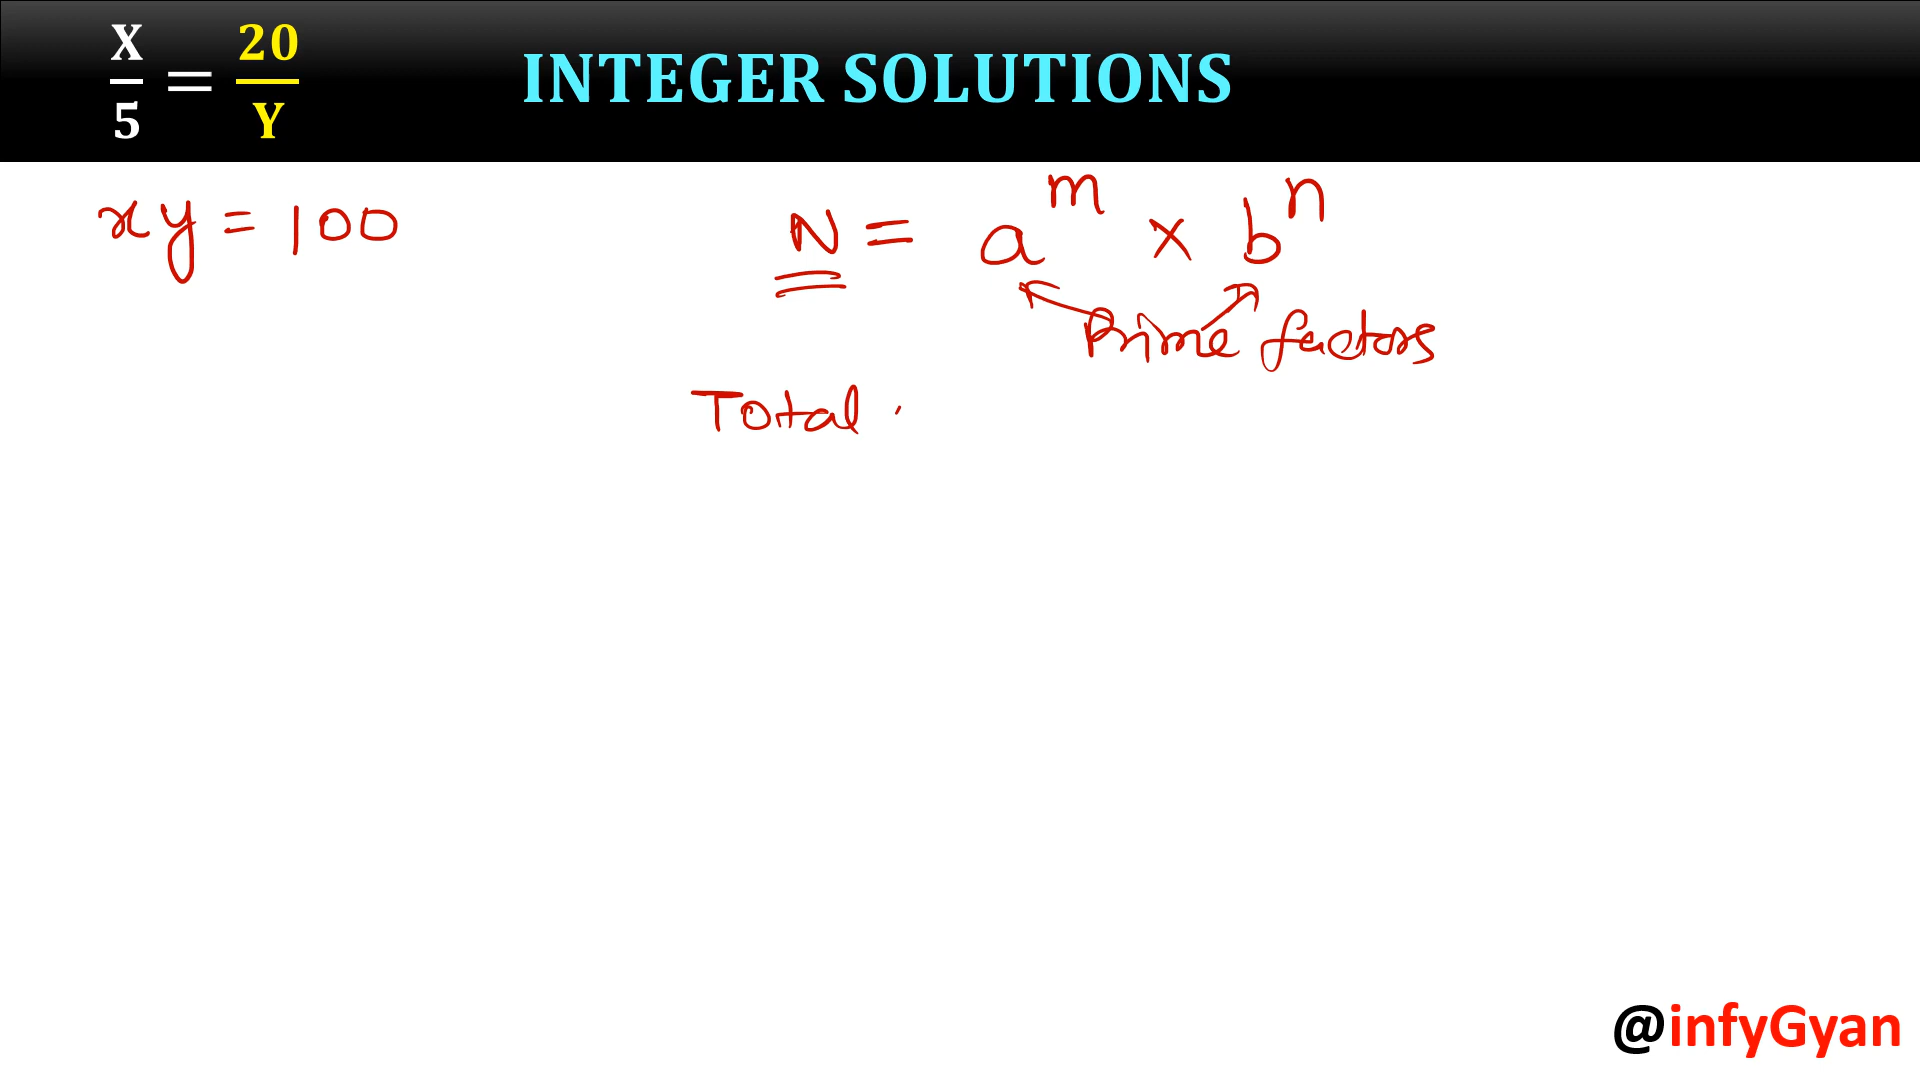 X/5 = 20/Y
INTEGER SOLUTIONS
xy = 100
N = a^m × b^n
Prime factors
Total
@infyGyan